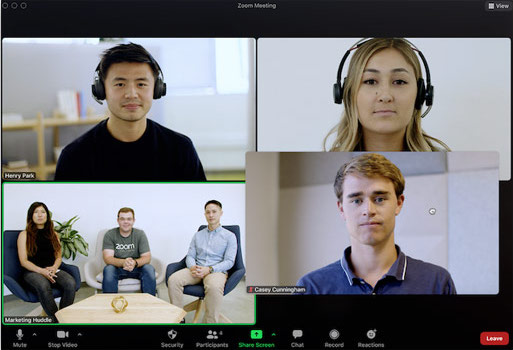 Zoom Meeting
View
Henry Park
zoom
Marketing Huddle
Casey Cunningham
Mute
Stop Video
Security
Participants
Share Screen
Chat
Record
Reactions
Leave